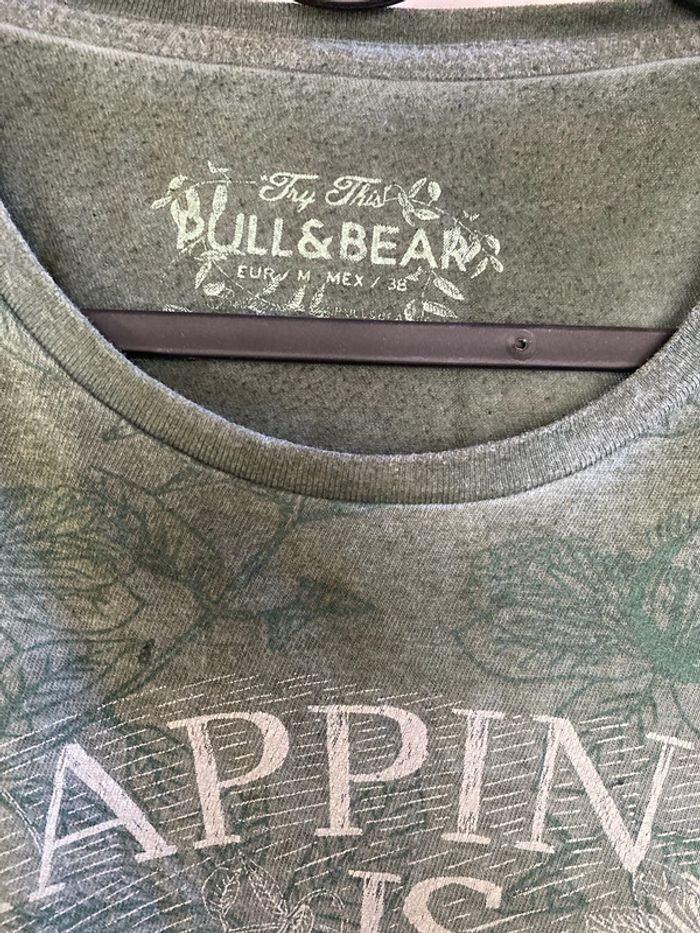 "Try This
PULL&BEAR
EUR / M MEX / 38
APPIN
IS